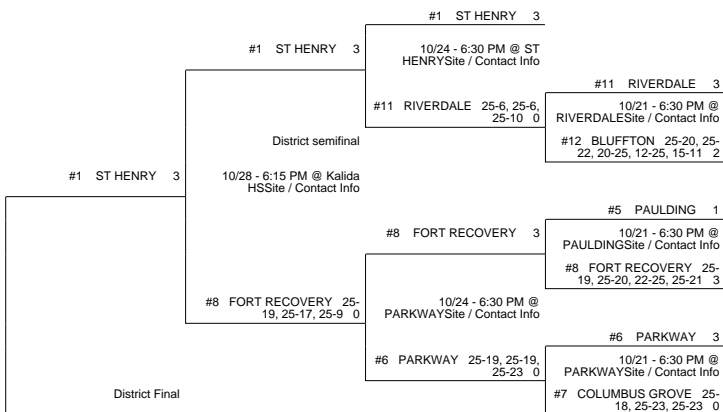 #1 ST HENRY 3
#1 ST HENRY 3
10/24 - 6:30 PM @ ST
HENRYSite / Contact Info
#11 RIVERDALE 3
#11 RIVERDALE 25-6, 25-6,
25-10 0
10/21 - 6:30 PM @
RIVERDALESite / Contact Info
District semifinal
#12 BLUFFTON 25-20, 25-
22, 20-25, 12-25, 15-11 2
#1 ST HENRY 3
10/28 - 6:15 PM @ Kalida
HSSite / Contact Info
#5 PAULDING 1
#8 FORT RECOVERY 3
10/21 - 6:30 PM @
PAULDINGSite / Contact Info
#8 FORT RECOVERY 25-
19, 25-20, 22-25, 25-21 3
#8 FORT RECOVERY 25-
19, 25-17, 25-9 0
10/24 - 6:30 PM @
PARKWAYSite / Contact Info
#6 PARKWAY 3
#6 PARKWAY 25-19, 25-19,
25-23 0
10/21 - 6:30 PM @
PARKWAYSite / Contact Info
District Final
#7 COLUMBUS GROVE 25-
18, 25-23, 25-23 0